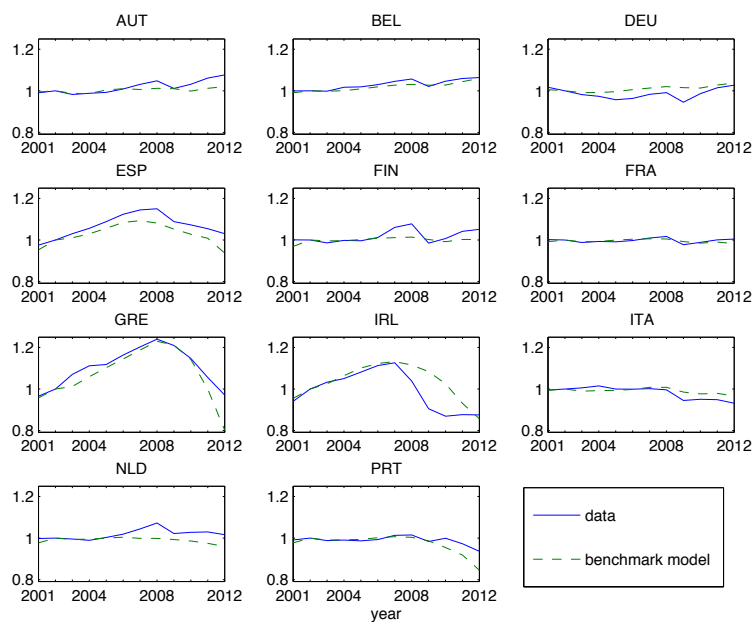 AUT BEL DEU
1.2 1.2 1.2
1 1 1
0.8 0.8 0.8
2001 2004 2008 2012 2001 2004 2008 2012 2001 2004 2008 2012
ESP FIN FRA
1.2 1.2 1.2
1 1 1
0.8 0.8 0.8
2001 2004 2008 2012 2001 2004 2008 2012 2001 2004 2008 2012
GRE IRL ITA
1.2 1.2 1.2
1 1 1
0.8 0.8 0.8
2001 2004 2008 2012 2001 2004 2008 2012 2001 2004 2008 2012
NLD PRT
1.2 1.2
1 1
0.8 0.8
2001 2004 2008 2012 2001 2004 2008 2012
year
data
benchmark model